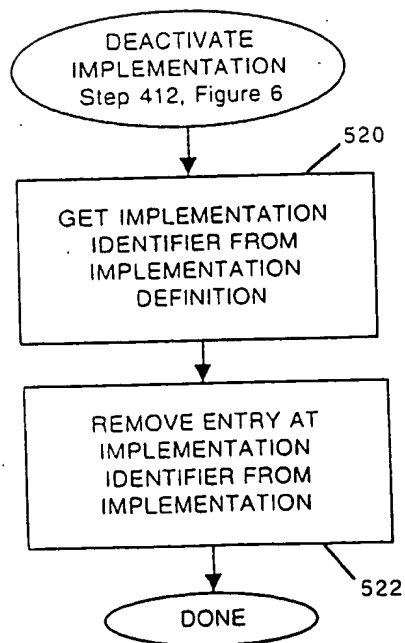 DEACTIVATE
IMPLEMENTATION
Step 412, Figure 6
520
GET IMPLEMENTATION
IDENTIFIER FROM
IMPLEMENTATION
DEFINITION
REMOVE ENTRY AT
IMPLEMENTATION
IDENTIFIER FROM
IMPLEMENTATION
522
DONE